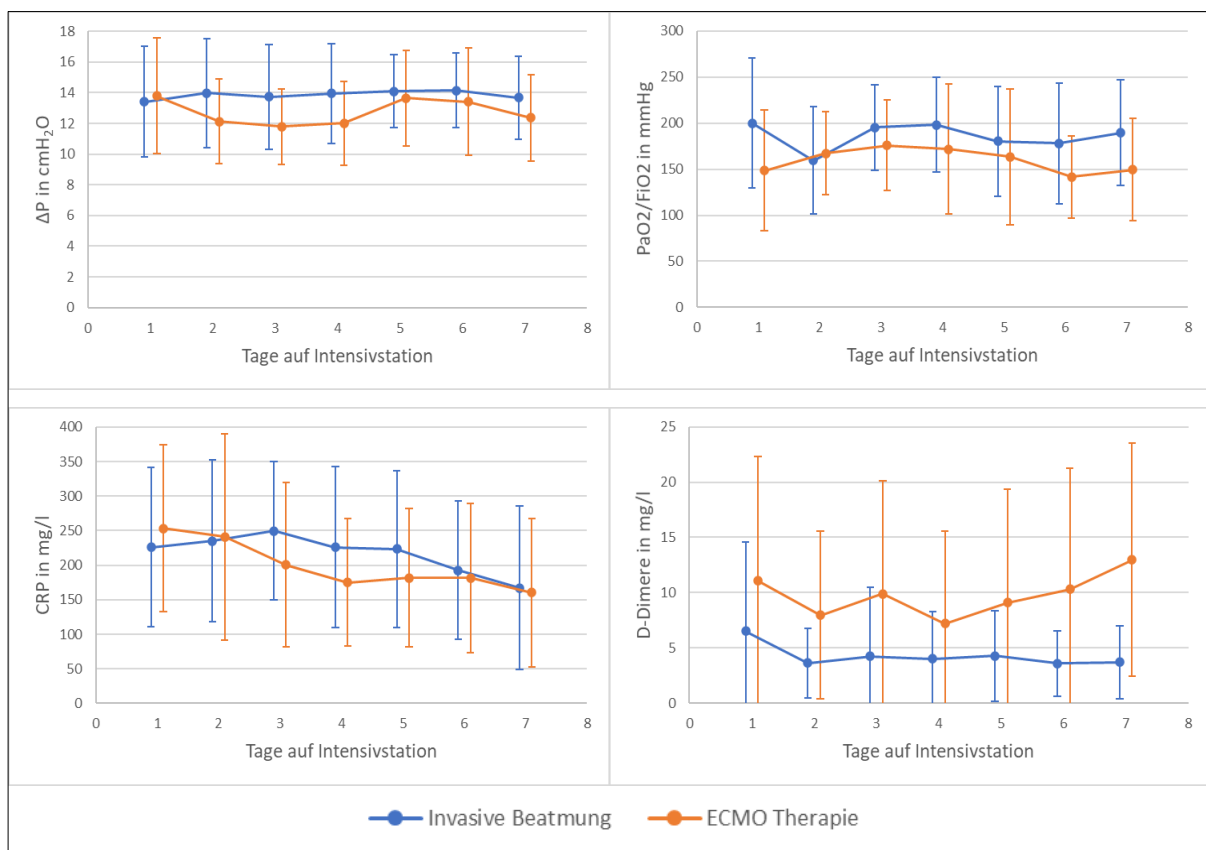 18
16
14
12
10
8
6
4
2
0
ΔP in cmH₂O
0 1 2 3 4 5 6 7 8
Tage auf Intensivstation
300
250
200
150
100
50
0
PaO2/FiO2 in mmHg
0 1 2 3 4 5 6 7 8
Tage auf Intensivstation
400
350
300
250
200
150
100
50
0
CRP in mg/l
0 1 2 3 4 5 6 7 8
Tage auf Intensivstation
25
20
15
10
5
0
D-Dimere in mg/l
0 1 2 3 4 5 6 7 8
Tage auf Intensivstation
Invasive Beatmung ECMO Therapie